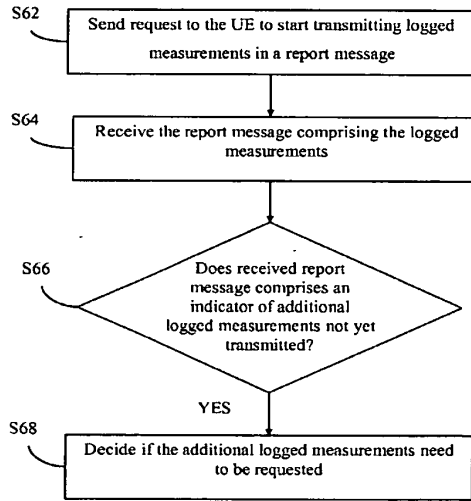 S62
Send request to the UE to start transmitting logged
measurements in a report message
S64
Receive the report message comprising the logged
measurements
S66
Does received report
message comprises an
indicator of additional
logged measurements not yet
transmitted?
YES
S68
Decide if the additional logged measurements need
to be requested